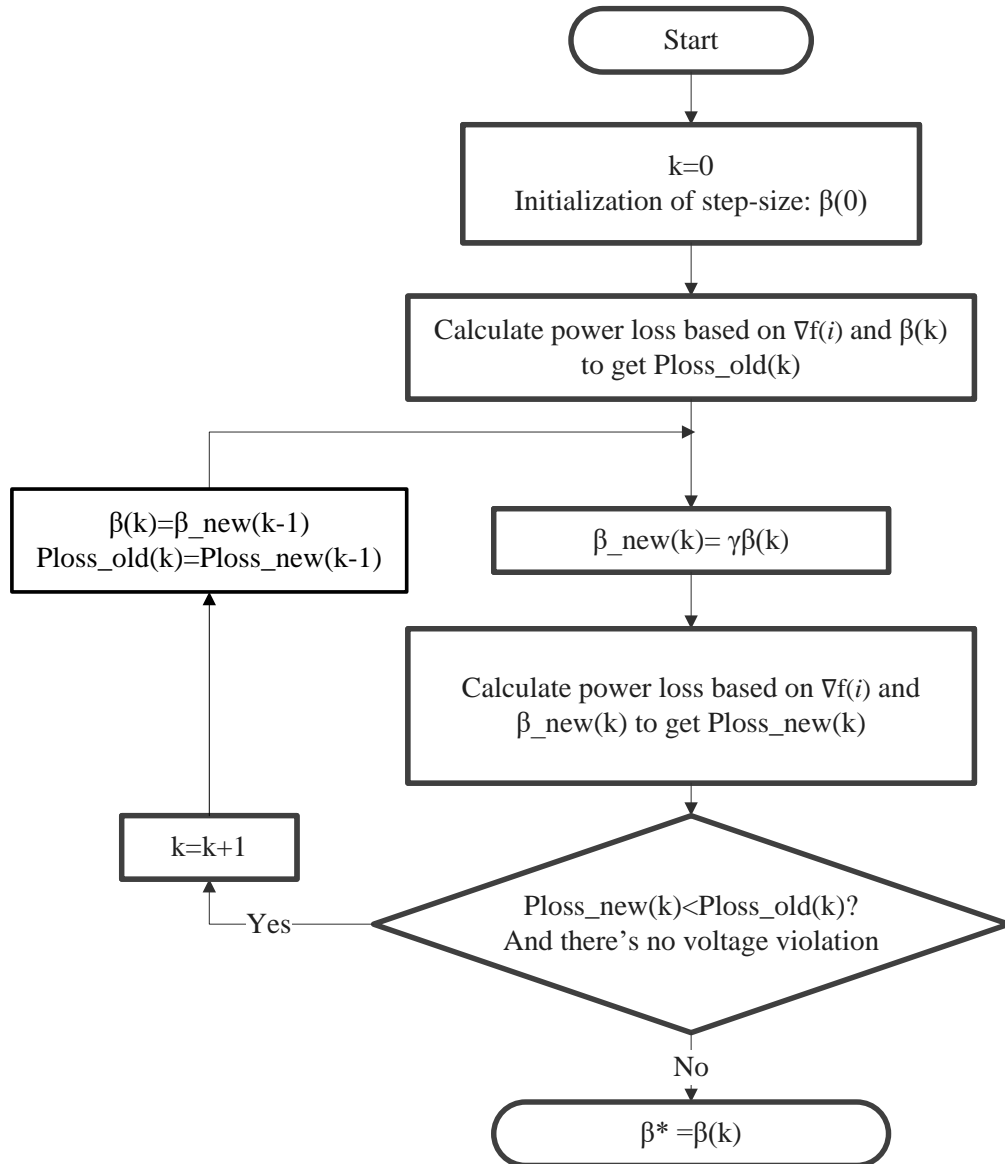 Start
k=0
Initialization of step-size: β(0)
Calculate power loss based on ∇f(i) and β(k)
to get Ploss_old(k)
β(k)=β_new(k-1)
Ploss_old(k)=Ploss_new(k-1)
β_new(k)= γβ(k)
Calculate power loss based on ∇f(i) and
β_new(k) to get Ploss_new(k)
k=k+1
Ploss_new(k)<Ploss_old(k)?
And there's no voltage violation
Yes
No
β* =β(k)